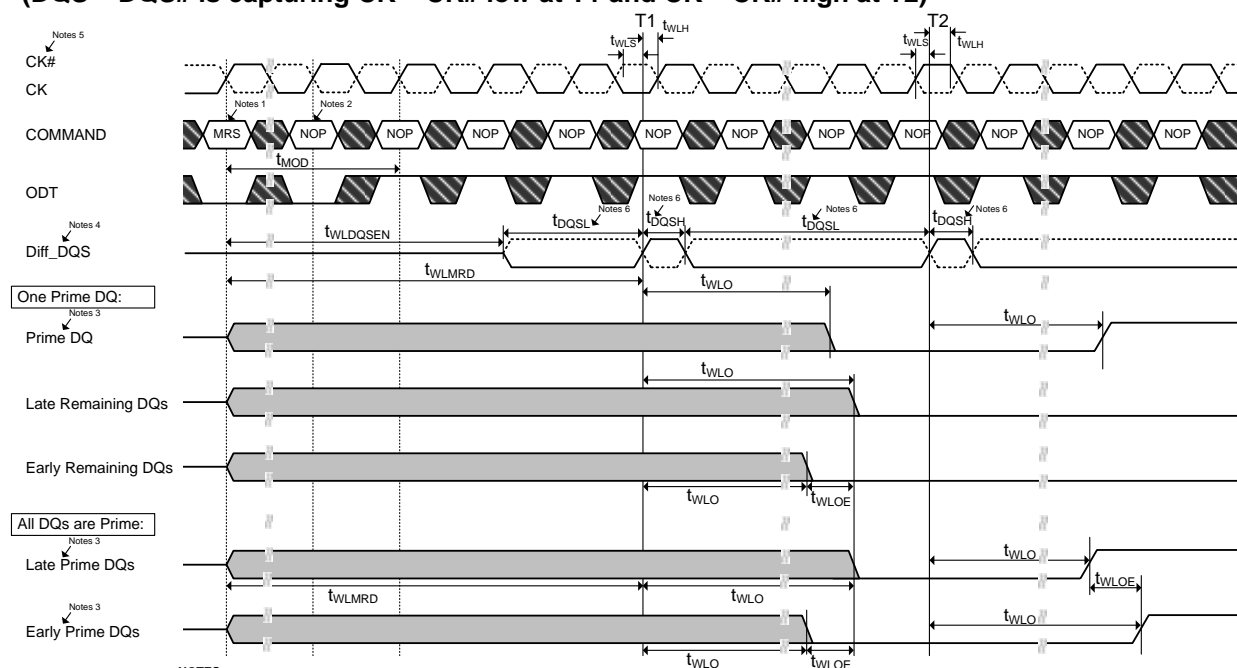 (DQS – DQS# is capturing CK – CK# low at T1 and CK – CK# high at T2)
T1 T2
Notes 5
tWLS tWLH tWLS tWLH
CK#
CK
Notes 1 Notes 2
COMMAND MRS NOP NOP NOP NOP NOP NOP NOP NOP NOP NOP NOP
tMOD
ODT
Notes 6 Notes 6 Notes 6 Notes 6
Notes 4
tWLDQSEN tDQSL tDQSH tDQSL tDQSH
Diff_DQS
tWLMRD
tWLO
One Prime DQ:
Notes 3
Prime DQ
tWLO
tWLO
Late Remaining DQs
Early Remaining DQs
tWLO tWLOE
All DQs are Prime:
Notes 3
Late Prime DQs
tWLO
tWLMRD tWLO tWLOE
Notes 3
Early Prime DQs
tWLO
tWLO tWLOE
NOTES